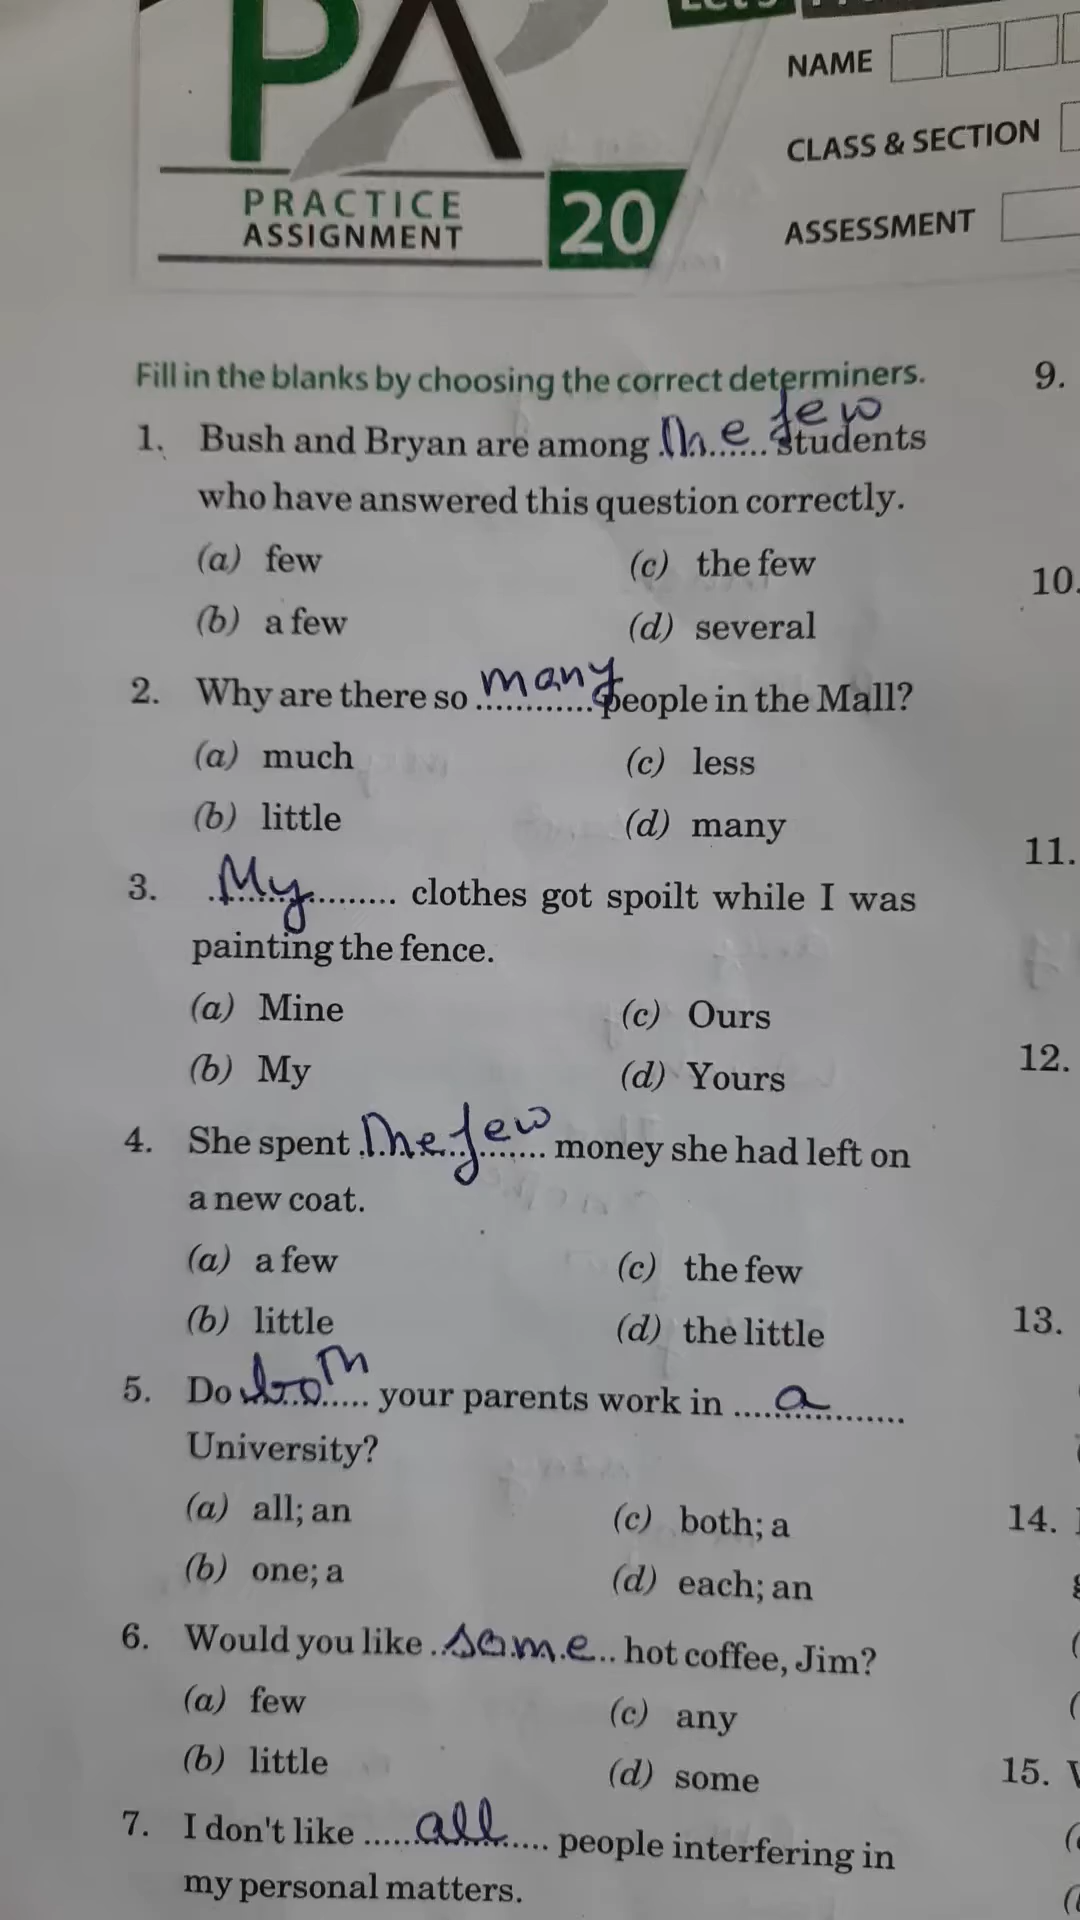 PA
PRACTICE
ASSIGNMENT
20
NAME
CLASS & SECTION
ASSESSMENT
Fill in the blanks by choosing the correct determiners.
1. Bush and Bryan are among the few students
who have answered this question correctly.
(a) few (c) the few
(b) a few (d) several
2. Why are there so many people in the Mall?
(a) much (c) less
(b) little (d) many
3. My clothes got spoilt while I was
painting the fence.
(a) Mine (c) Ours
(b) My (d) Yours
4. She spent the few money she had left on
a new coat.
(a) a few (c) the few
(b) little (d) the little
5. Do both your parents work in a
University?
(a) all; an (c) both; a
(b) one; a (d) each; an
6. Would you like some hot coffee, Jim?
(a) few (c) any
(b) little (d) some
7. I don't like all people interfering in
my personal matters.
9.
10.
11.
12.
13.
14.
15.